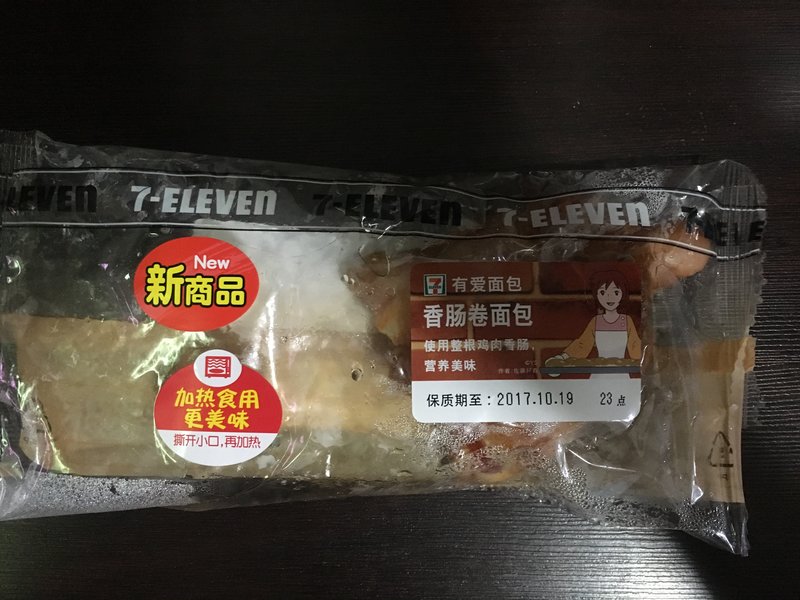 7-ELEVEN 7-ELEVEN 7-ELEVEN 7-ELEVEN
New
新商品
加热食用
更美味
撕开小口,再加热
有爱面包
香肠卷面包
使用整根鸡肉香肠,
营养美味
保质期至:2017.10.19 23点